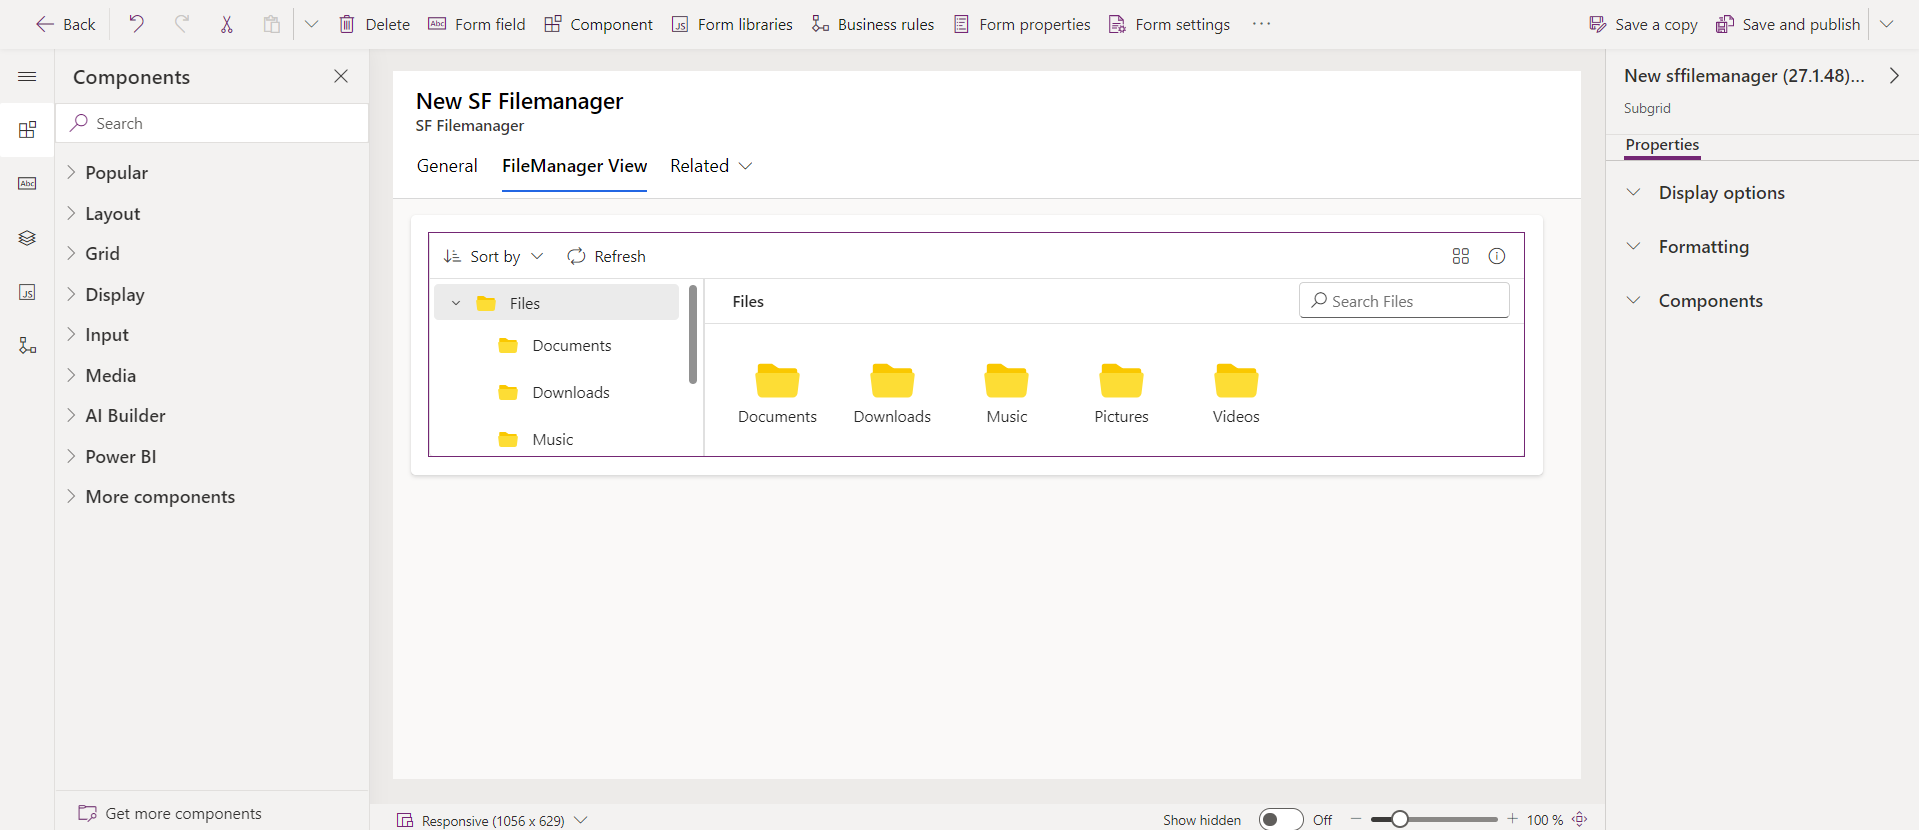 Back
Delete
Abc Form field
Component
JS Form libraries
Business rules
Form properties
Form settings
...
Save a copy
Save and publish
Components
Search
Popular
Layout
Grid
Display
Input
Media
AI Builder
Power BI
More components
Get more components
Abc
JS
New SF Filemanager
SF Filemanager
General FileManager View Related
Sort by Refresh
Files
Documents
Downloads
Music
Files Search Files
Documents Downloads Music Pictures Videos
Responsive (1056 x 629)
Show hidden Off 100 %
New sffilemanager (27.1.48)...
Subgrid
Properties
Display options
Formatting
Components